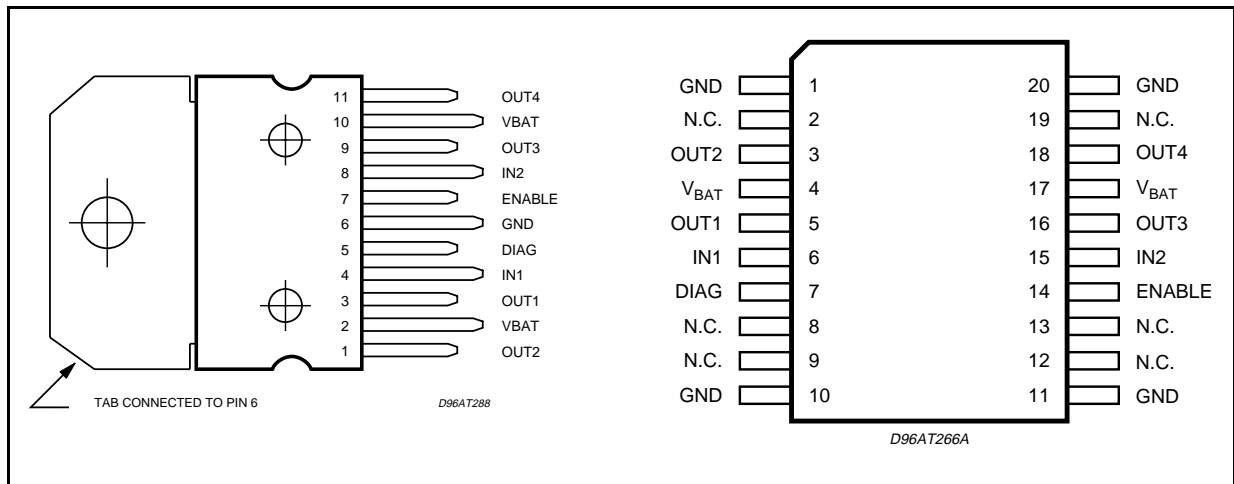 11 OUT4
10 VBAT
9 OUT3
8 IN2
7 ENABLE
6 GND
5 DIAG
4 IN1
3 OUT1
2 VBAT
1 OUT2
TAB CONNECTED TO PIN 6
D96AT288
GND 1 20 GND
N.C. 2 19 N.C.
OUT2 3 18 OUT4
VBAT 4 17 VBAT
OUT1 5 16 OUT3
IN1 6 15 IN2
DIAG 7 14 ENABLE
N.C. 8 13 N.C.
N.C. 9 12 N.C.
GND 10 11 GND
D96AT266A